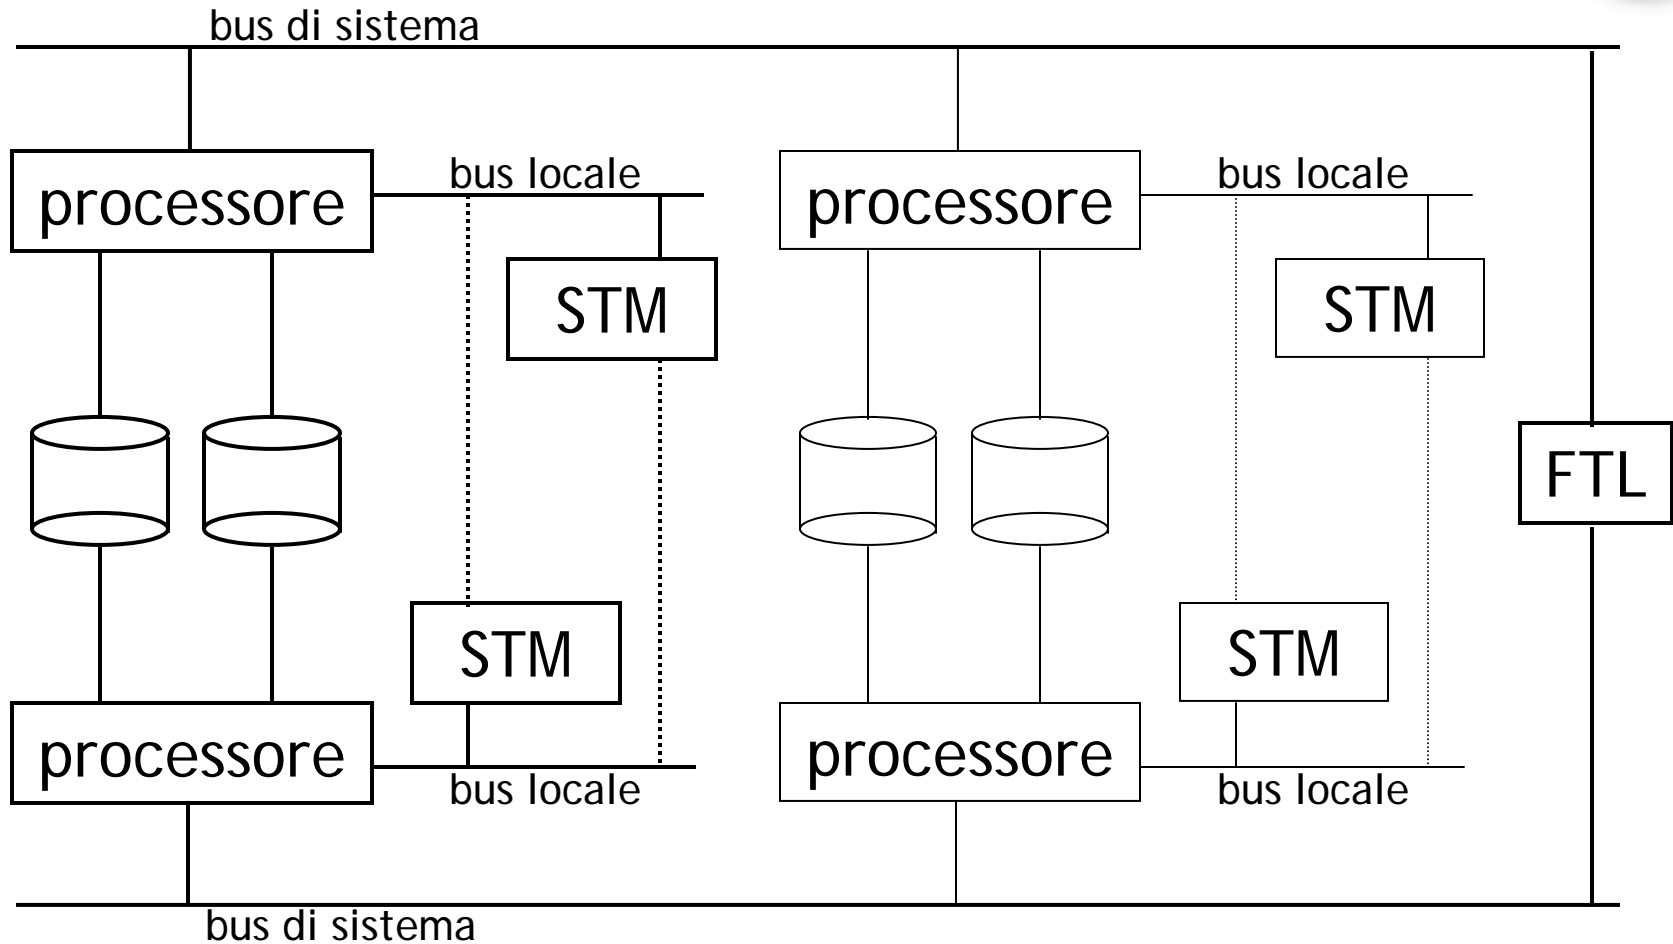 bus di sistema
processore
bus locale
processore
bus locale
STM
STM
FTL
STM
STM
processore
bus locale
processore
bus locale
bus di sistema